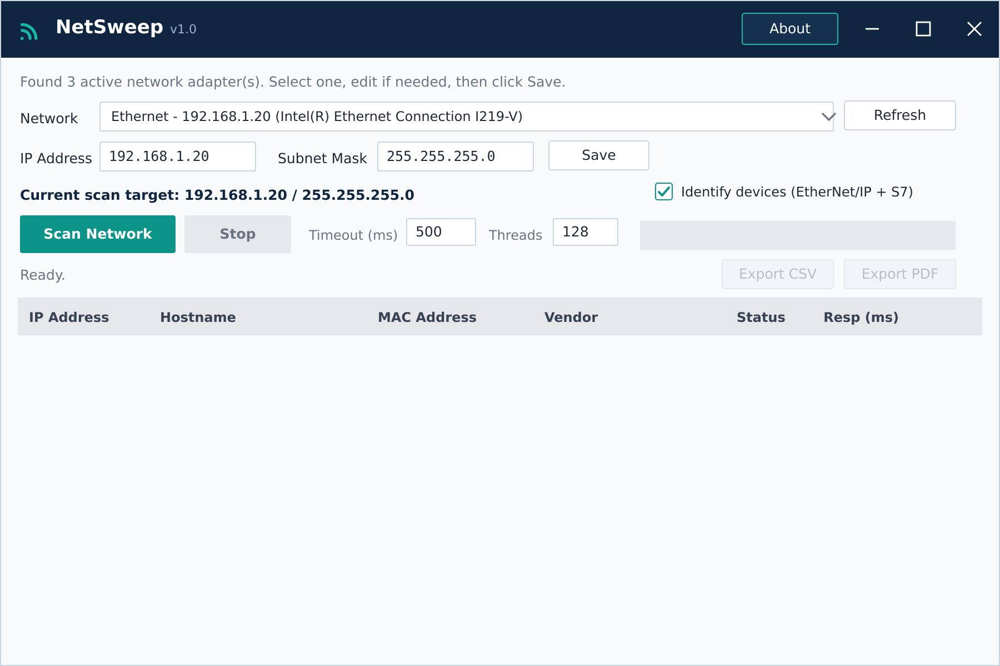 NetSweep v1.0 About
Found 3 active network adapter(s). Select one, edit if needed, then click Save.
Network Ethernet - 192.168.1.20 (Intel(R) Ethernet Connection I219-V) Refresh
IP Address 192.168.1.20 Subnet Mask 255.255.255.0 Save
Current scan target: 192.168.1.20 / 255.255.255.0 Identify devices (EtherNet/IP + S7)
Scan Network Stop Timeout (ms) 500 Threads 128
Ready. Export CSV Export PDF
IP Address Hostname MAC Address Vendor Status Resp (ms)